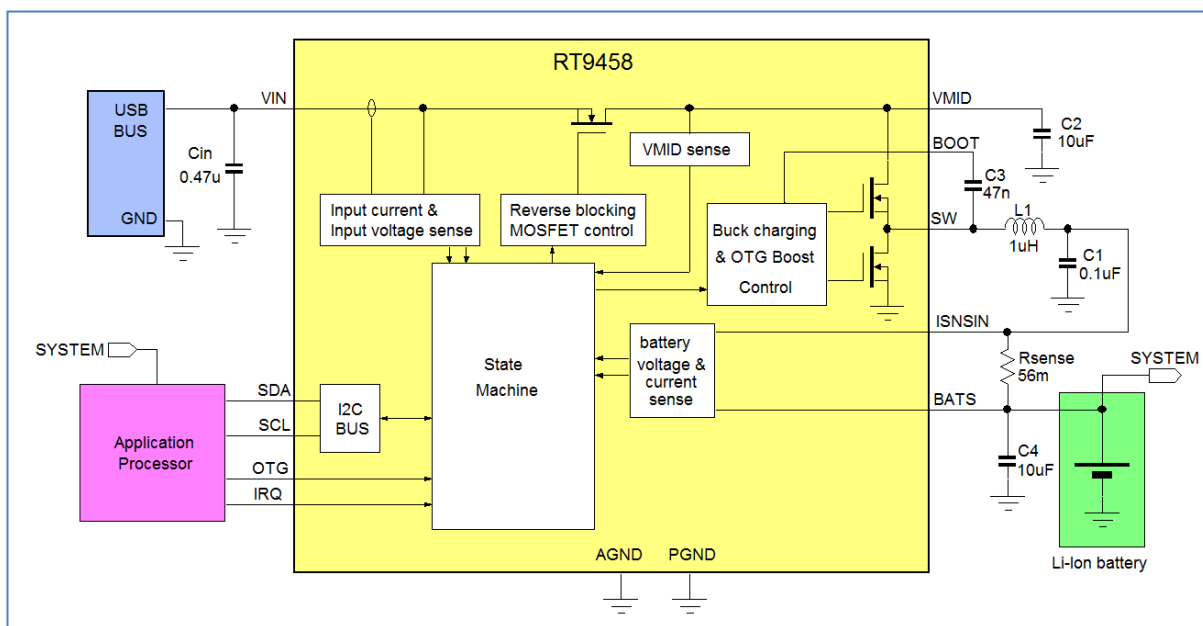 RT9458
USB
BUS
GND
VIN
Cin
0.47u
VMID
C2
10uF
BOOT
C3
47n
VMID sense
Input current &
Input voltage sense
Reverse blocking
MOSFET control
Buck charging
& OTG Boost
Control
SW
L1
1uH
C1
0.1uF
ISNSIN
battery
voltage &
current
sense
Rsense
56m
SYSTEM
BATS
C4
10uF
Li-Ion battery
State
Machine
SYSTEM
Application
Processor
SDA
SCL
OTG
IRQ
I2C
BUS
AGND
PGND